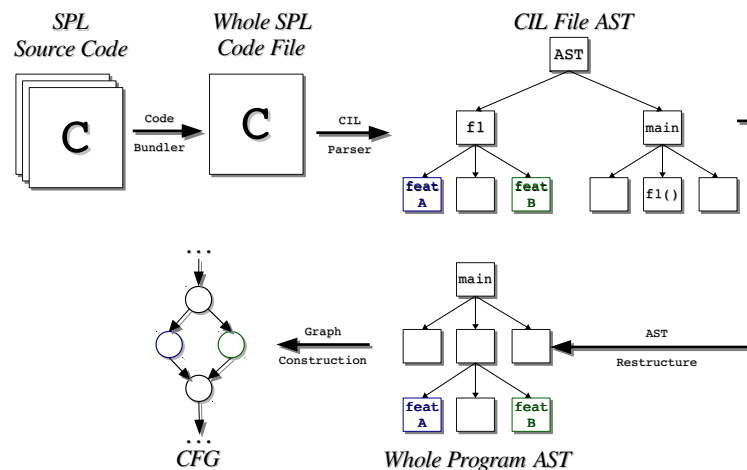 SPL
Source Code
Whole SPL
Code File
CIL File AST
C
Code
Bundler
C
CIL
Parser
AST
f1
main
feat
A
feat
B
f1()
...
main
Graph
Construction
AST
Restructure
feat
A
feat
B
...
CFG
Whole Program AST